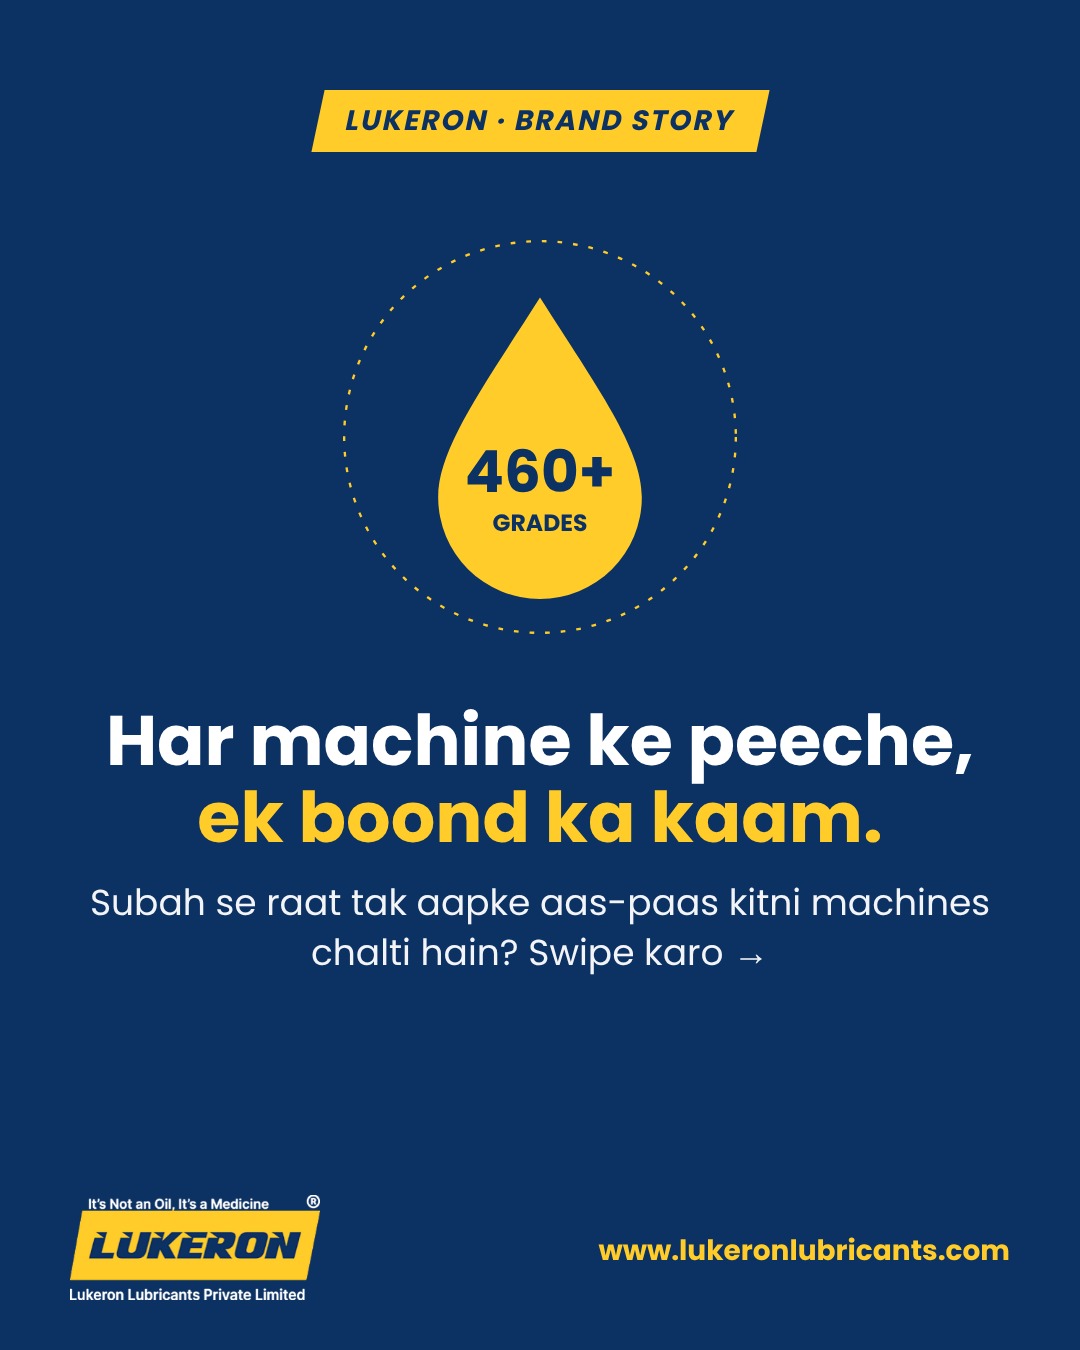 LUKERON · BRAND STORY
460+
GRADES
Har machine ke peeche,
ek boond ka kaam.
Subah se raat tak aapke aas-paas kitni machines
chalti hain? Swipe karo →
It's Not an Oil, It's a Medicine ®
LUKERON
Lukeron Lubricants Private Limited
www.lukeronlubricants.com